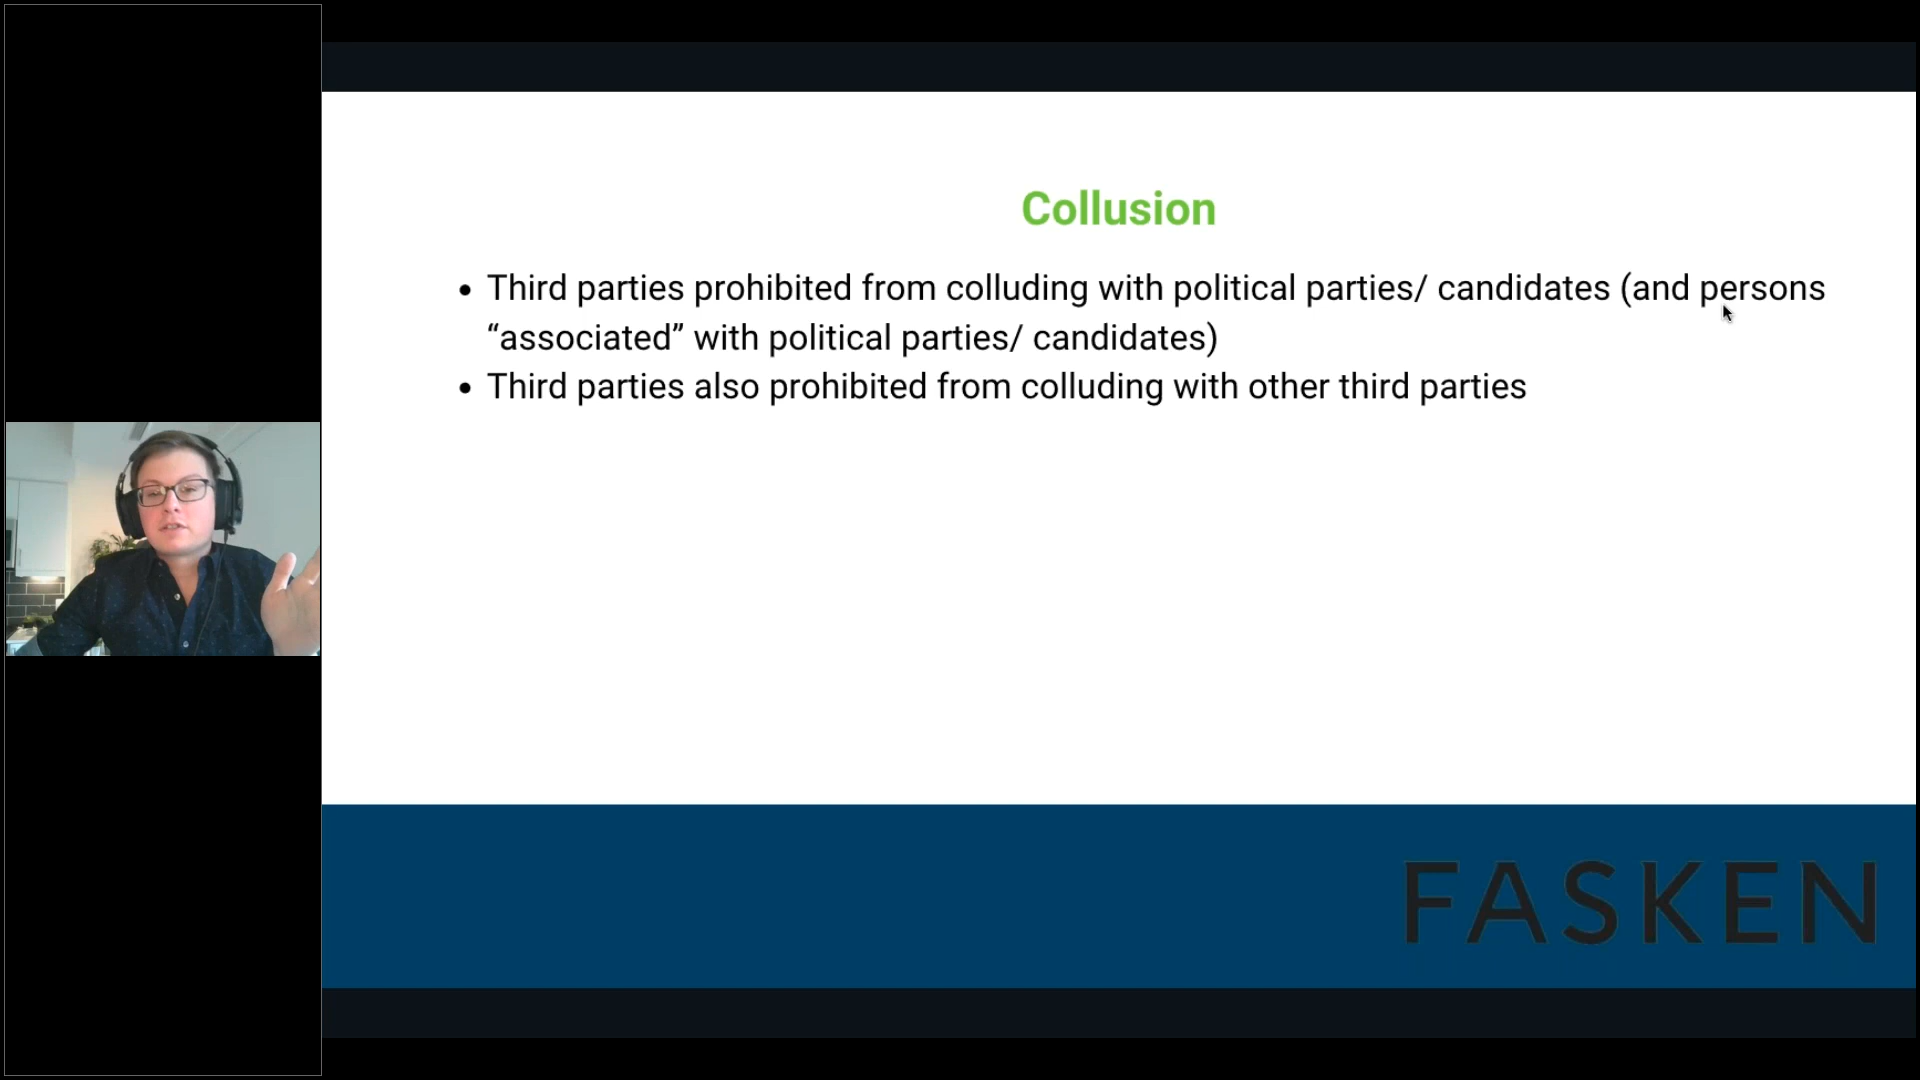 Collusion
• Third parties prohibited from colluding with political parties/ candidates (and persons
“associated” with political parties/ candidates)
• Third parties also prohibited from colluding with other third parties
FASKEN